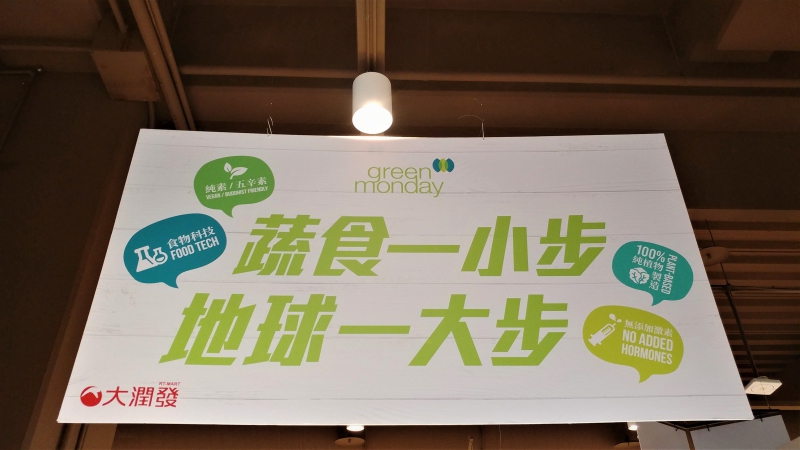 green
monday
純素 / 五辛素
VEGAN / BUDDHIST FRIENDLY
食物科技
FOOD TECH
蔬食一小步
地球一大步
100%
純植物
製造
PLANT-BASED
無添加激素
NO ADDED
HORMONES
RT-MART
大潤發